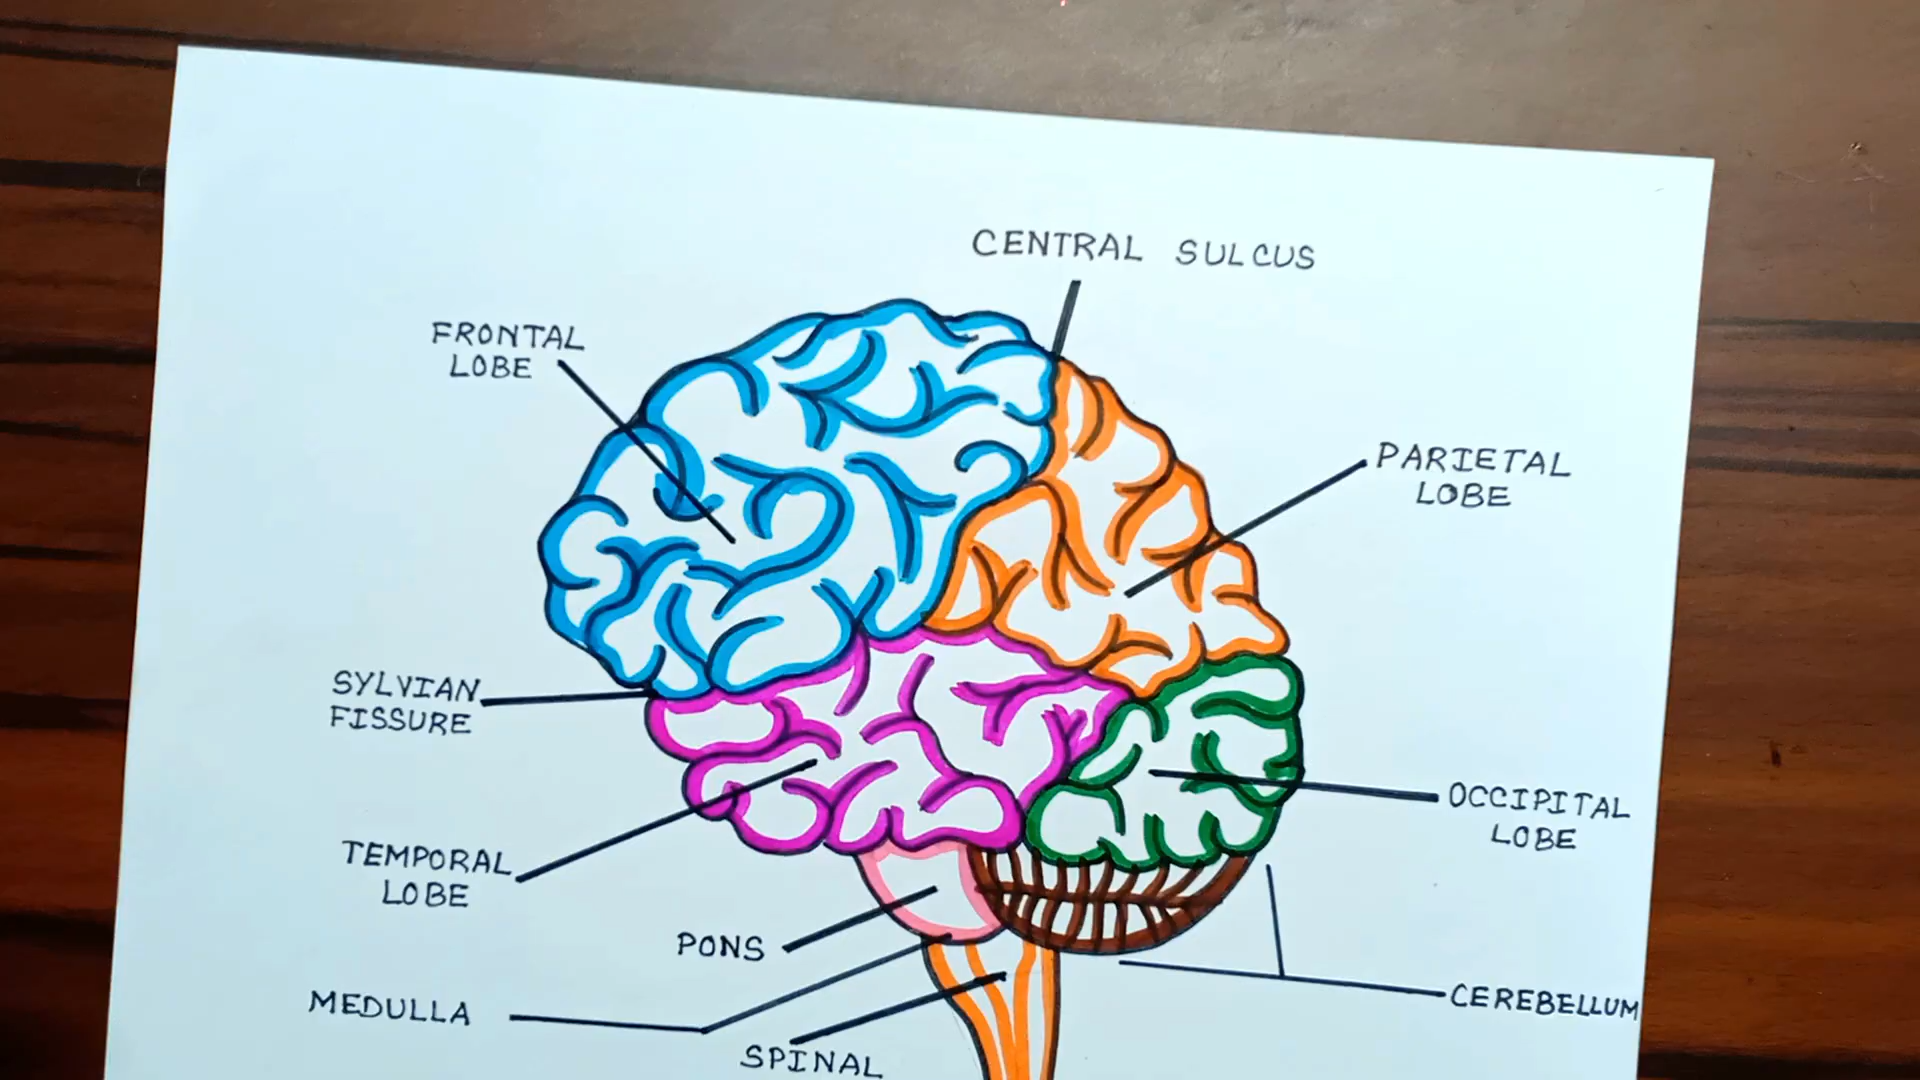 CENTRAL SULCUS
FRONTAL
LOBE
PARIETAL
LOBE
SYLVIAN
FISSURE
OCCIPITAL
LOBE
TEMPORAL
LOBE
PONS
CEREBELLUM
MEDULLA
SPINAL